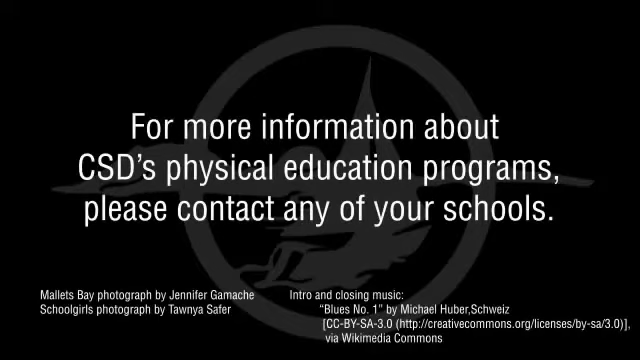 For more information about
CSD's physical education programs,
please contact any of your schools.
Mallets Bay photograph by Jennifer Gamache
Schoolgirls photograph by Tawnya Safer
Intro and closing music:
"Blues No. 1" by Michael Huber,Schweiz
[CC-BY-SA-3.0 (http://creativecommons.org/licenses/by-sa/3.0)],
via Wikimedia Commons